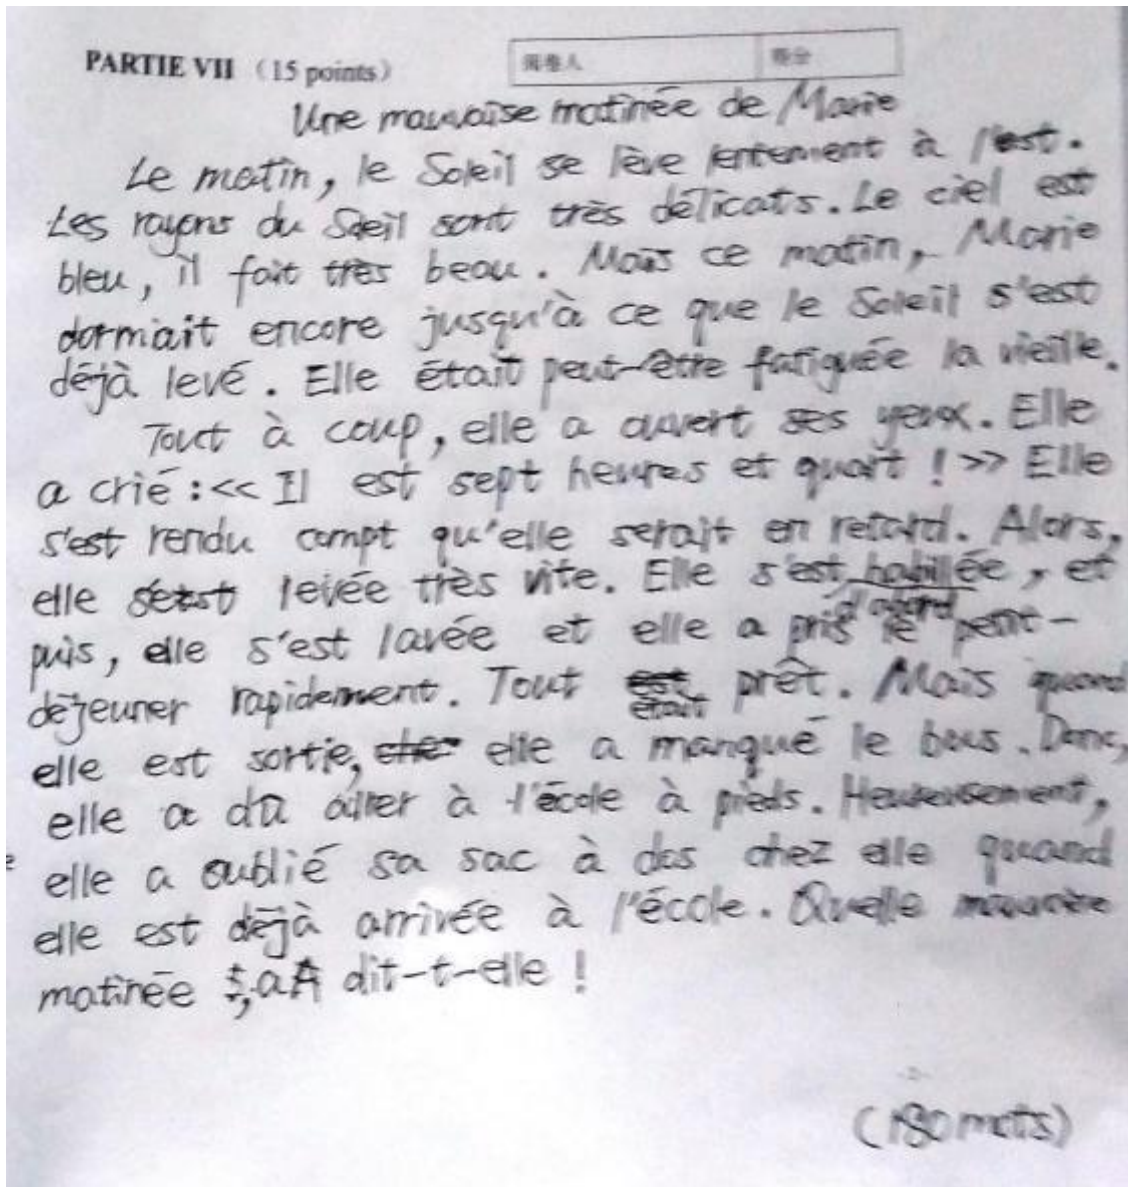 PARTIE VII （15 points）
阅卷人 得分
Une mauvaise matinée de Marie
Le matin, le Soleil se lève lentement à l'est.
Les rayons du Soeil sont très délicats. Le ciel est
bleu, il fait très beau. Mais ce matin, Marie
dormait encore jusqu'à ce que le Soleil s'est
déjà levé. Elle était peut-être fatiguée la vieille.
Tout à coup, elle a ouvert ses yeux. Elle
a crié : << Il est sept heures et quart ! >> Elle
s'est rendu compt qu'elle serait en retard. Alors,
elle s'est levée très vite. Elle s'est habillée, et
d'abord
puis, elle s'est lavée et elle a pris le petit-
déjeuner rapidement. Tout était prêt. Mais quand
elle est sortie, elle a manqué le bus. Donc,
elle a dû aller à l'école à pieds. Heureusement,
elle a oublié sa sac à dos chez elle quand
elle est déjà arrivée à l'école. Quelle mauvaise
matinée !, a dit-t-elle !
(180 mots)